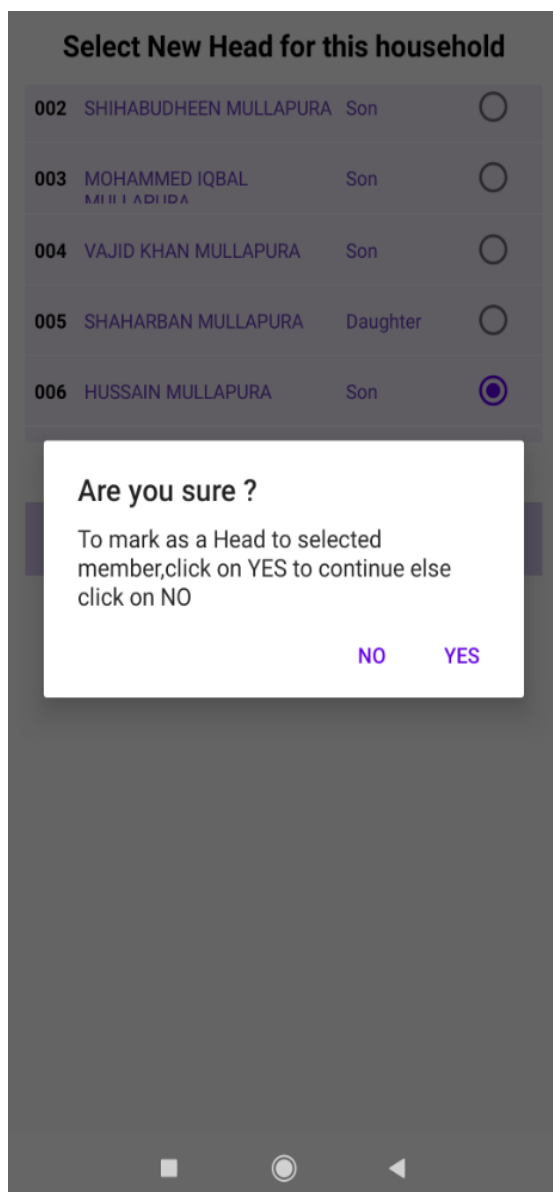 Select New Head for this household
002 SHIHABUDHEEN MULLAPURA Son
003 MOHAMMED IQBAL Son
MULLAPURA
004 VAJID KHAN MULLAPURA Son
005 SHAHARBAN MULLAPURA Daughter
006 HUSSAIN MULLAPURA Son
Are you sure ?
To mark as a Head to selected
member,click on YES to continue else
click on NO
NO YES